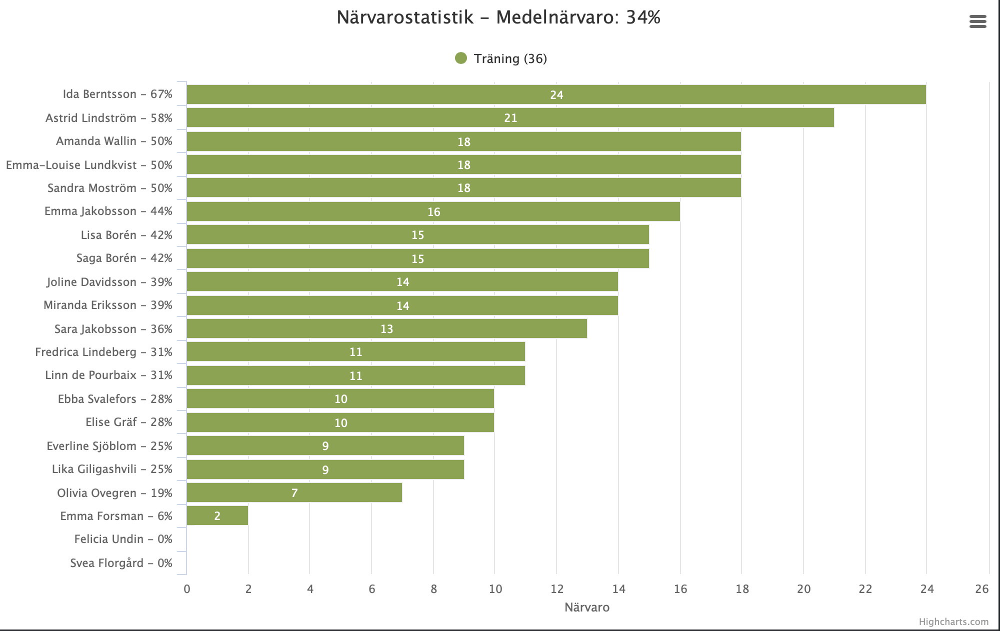 Närvarostatistik – Medelnärvaro: 34%
Träning (36)
Ida Berntsson – 67% 24
Astrid Lindström – 58% 21
Amanda Wallin – 50% 18
Emma–Louise Lundkvist – 50% 18
Sandra Moström – 50% 18
Emma Jakobsson – 44% 16
Lisa Borén – 42% 15
Saga Borén – 42% 15
Joline Davidsson – 39% 14
Miranda Eriksson – 39% 14
Sara Jakobsson – 36% 13
Fredrica Lindeberg – 31% 11
Linn de Pourbaix – 31% 11
Ebba Svalefors – 28% 10
Elise Gräf – 28% 10
Everline Sjöblom – 25% 9
Lika Giligashvili – 25% 9
Olivia Ovegren – 19% 7
Emma Forsman – 6% 2
Felicia Undin – 0%
Svea Florgård – 0%
0 2 4 6 8 10 12 14 16 18 20 22 24 26
Närvaro
Highcharts.com